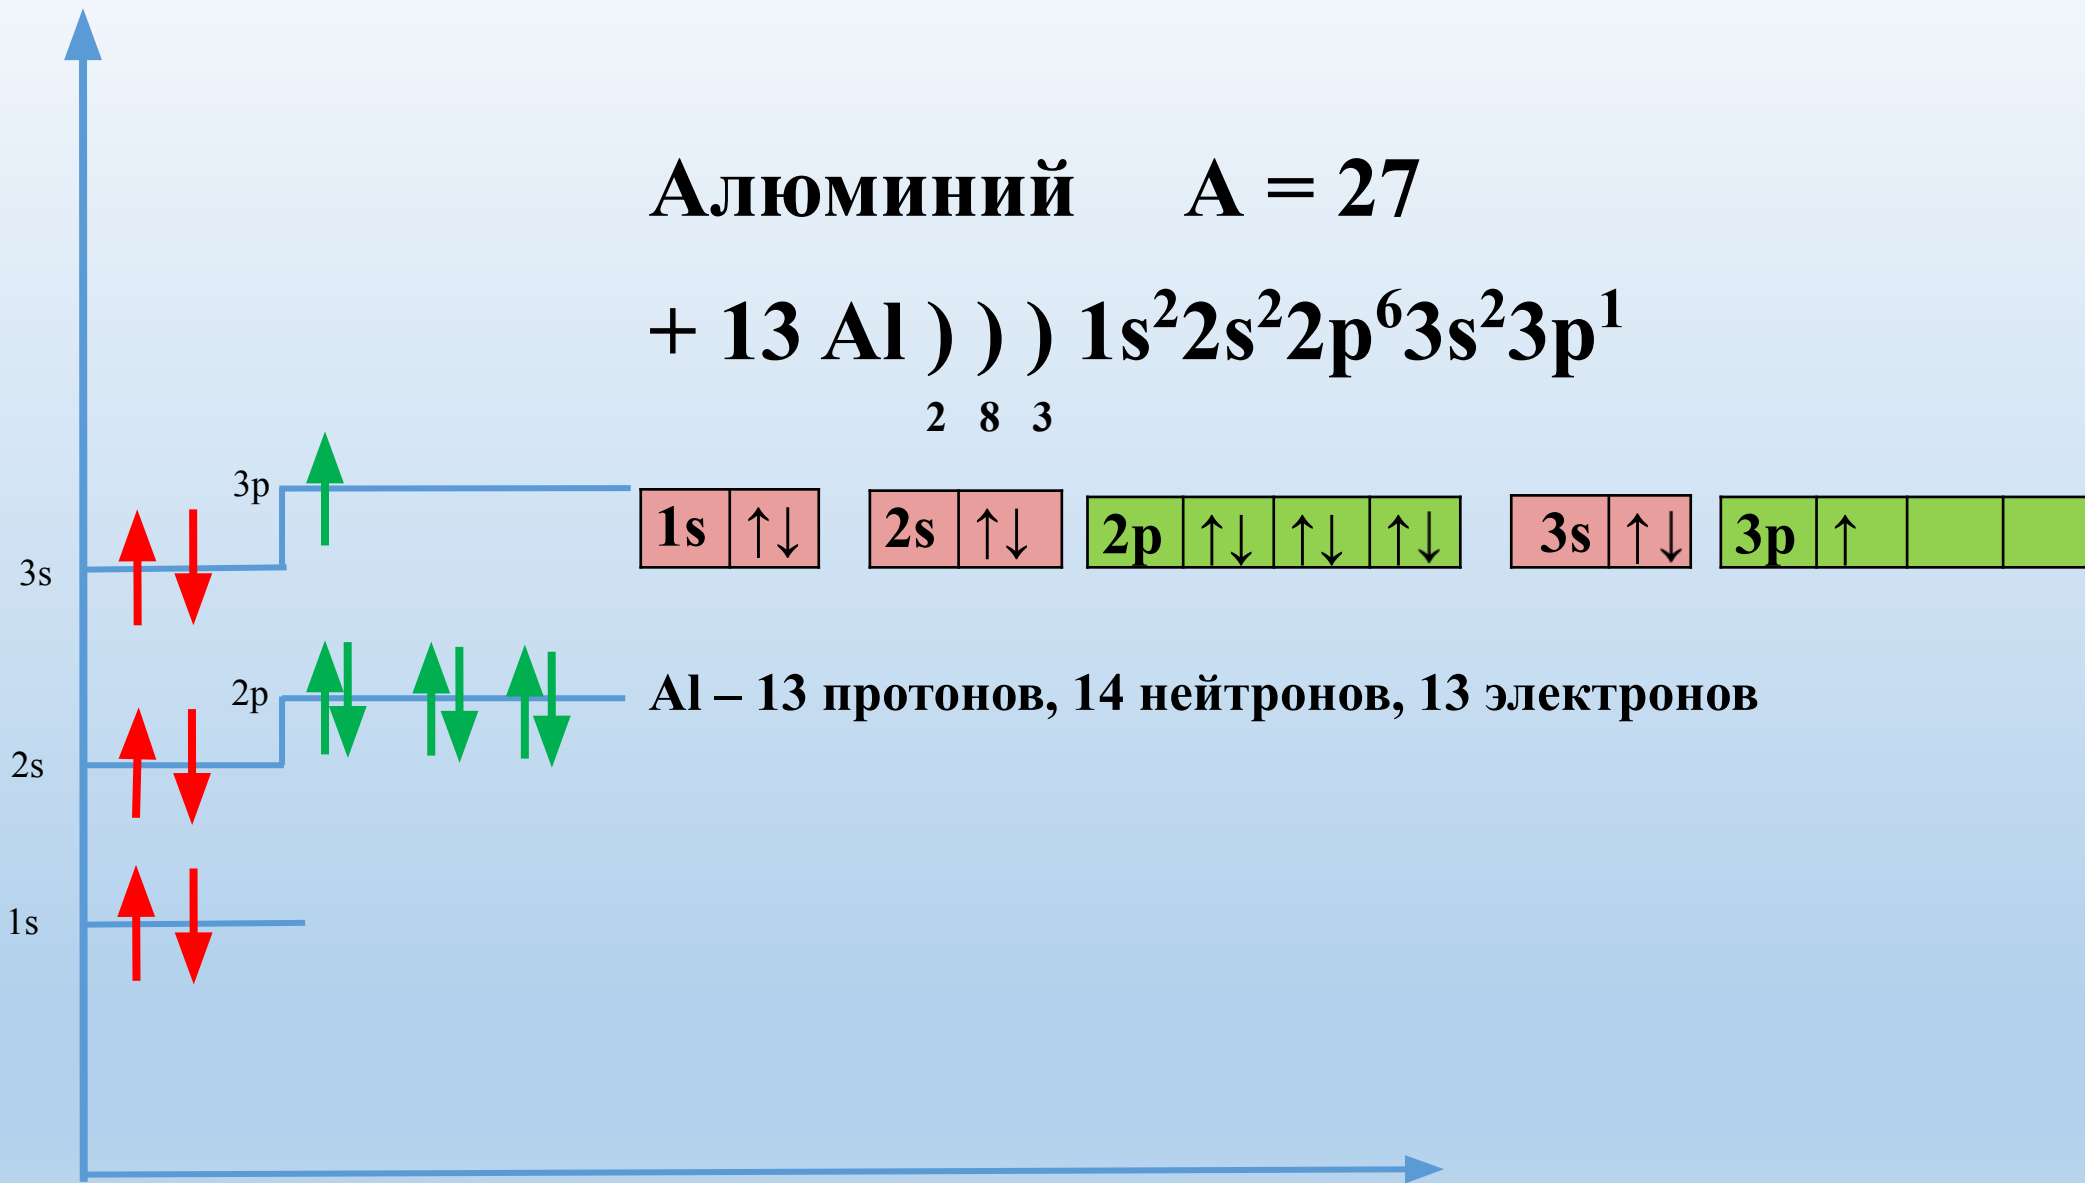 Алюминий A = 27
+ 13 Al ) ) ) 1s²2s²2p⁶3s²3p¹
2 8 3
3p
1s ↑↓ 2s ↑↓ 2p ↑↓ ↑↓ ↑↓ 3s ↑↓ 3p ↑
3s
2p
Al – 13 протонов, 14 нейтронов, 13 электронов
2s
1s